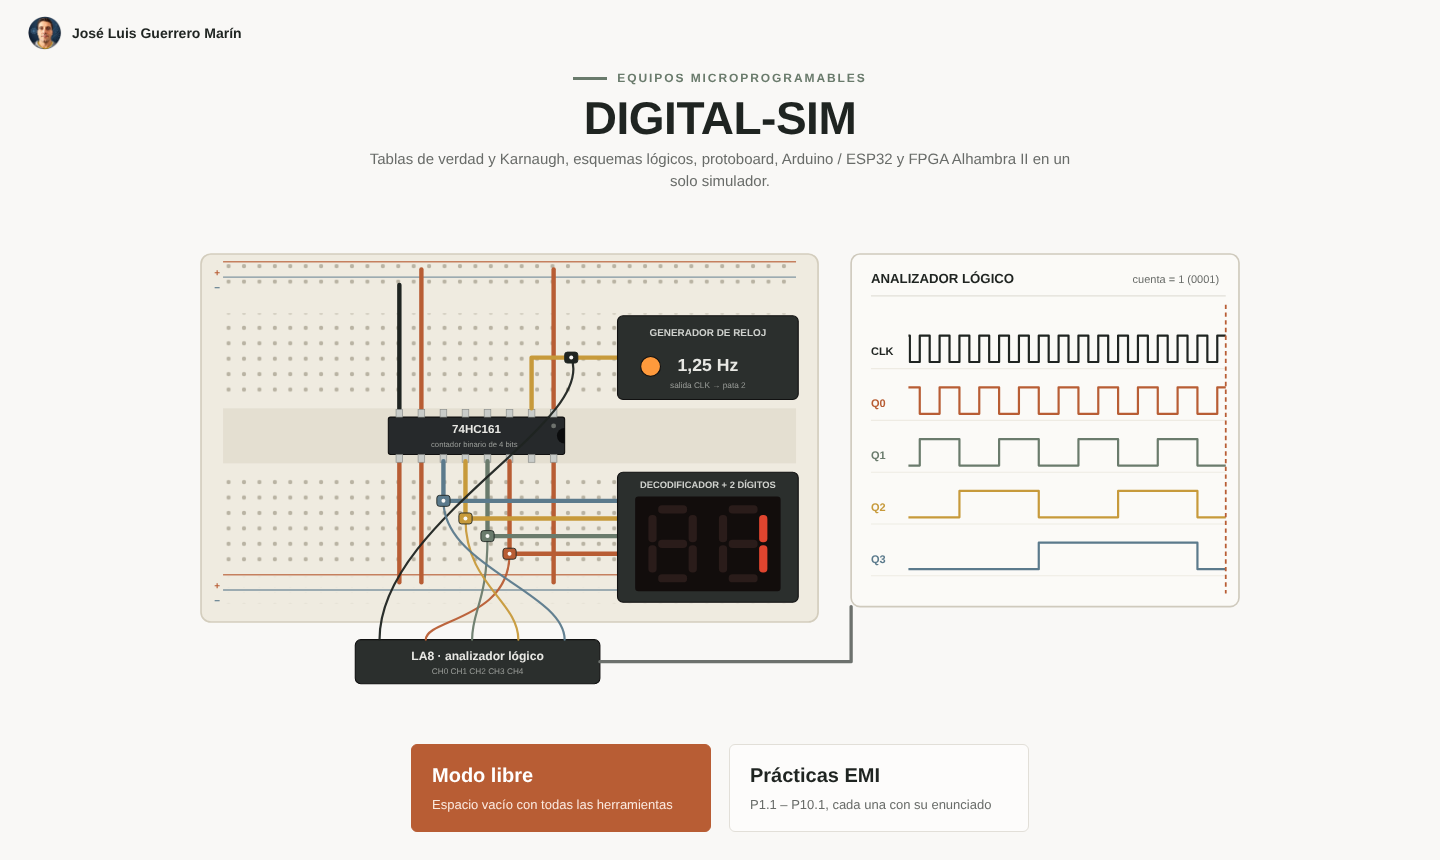 José Luis Guerrero Marín
EQUIPOS MICROPROGRAMABLES
DIGITAL-SIM
Tablas de verdad y Karnaugh, esquemas lógicos, protoboard, Arduino / ESP32 y FPGA Alhambra II en un
solo simulador.
+
−
GENERADOR DE RELOJ
1,25 Hz
salida CLK → pata 2
74HC161
contador binario de 4 bits
DECODIFICADOR + 2 DÍGITOS
1
+
−
LA8 · analizador lógico
CH0 CH1 CH2 CH3 CH4
ANALIZADOR LÓGICO
cuenta = 1 (0001)
CLK
Q0
Q1
Q2
Q3
Modo libre
Espacio vacío con todas las herramientas
Prácticas EMI
P1.1 – P10.1, cada una con su enunciado